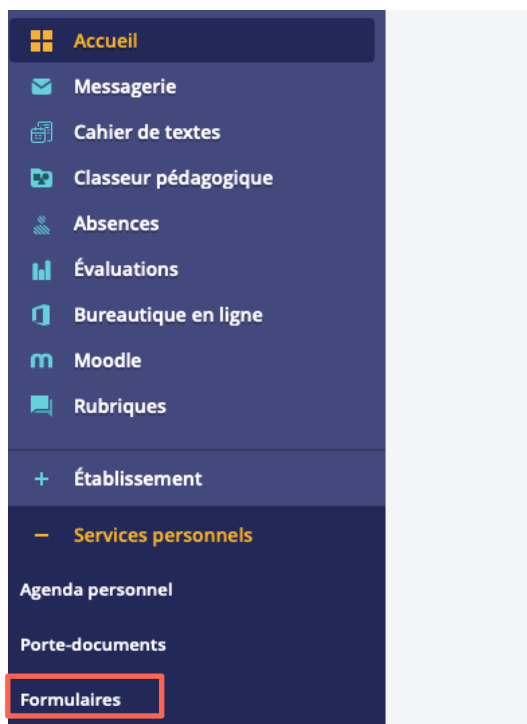 Accueil
Messagerie
Cahier de textes
Classeur pédagogique
Absences
Évaluations
Bureautique en ligne
Moodle
Rubriques
Établissement
Services personnels
Agenda personnel
Porte-documents
Formulaires